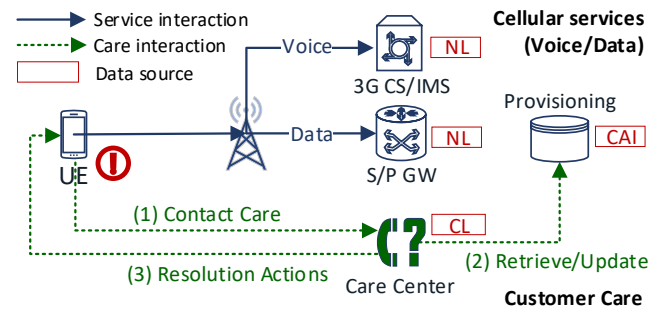 Service interaction
Care interaction
Data source
Cellular services
(Voice/Data)
Voice
NL
3G CS/IMS
Data
NL
S/P GW
Provisioning
CAI
UE
(1) Contact Care
CL
(2) Retrieve/Update
(3) Resolution Actions
Care Center
Customer Care